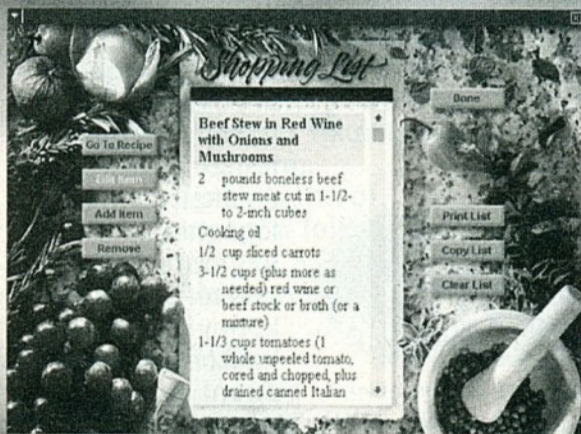 Shopping List
Done
Beef Stew in Red Wine
with Onions and
Mushrooms
Go To Recipe
2 pounds boneless beef
stew meat cut in 1-1/2-
to 2-inch cubes
Edit Item
Add Item
Print List
Cooking oil
Remove
Copy List
1/2 cup sliced carrots
3-1/2 cups (plus more as
needed) red wine or
beef stock or broth (or a
mixture)
Clear List
1-1/3 cups tomatoes (1
whole unpeeled tomato,
cored and chopped, plus
drained canned Italian